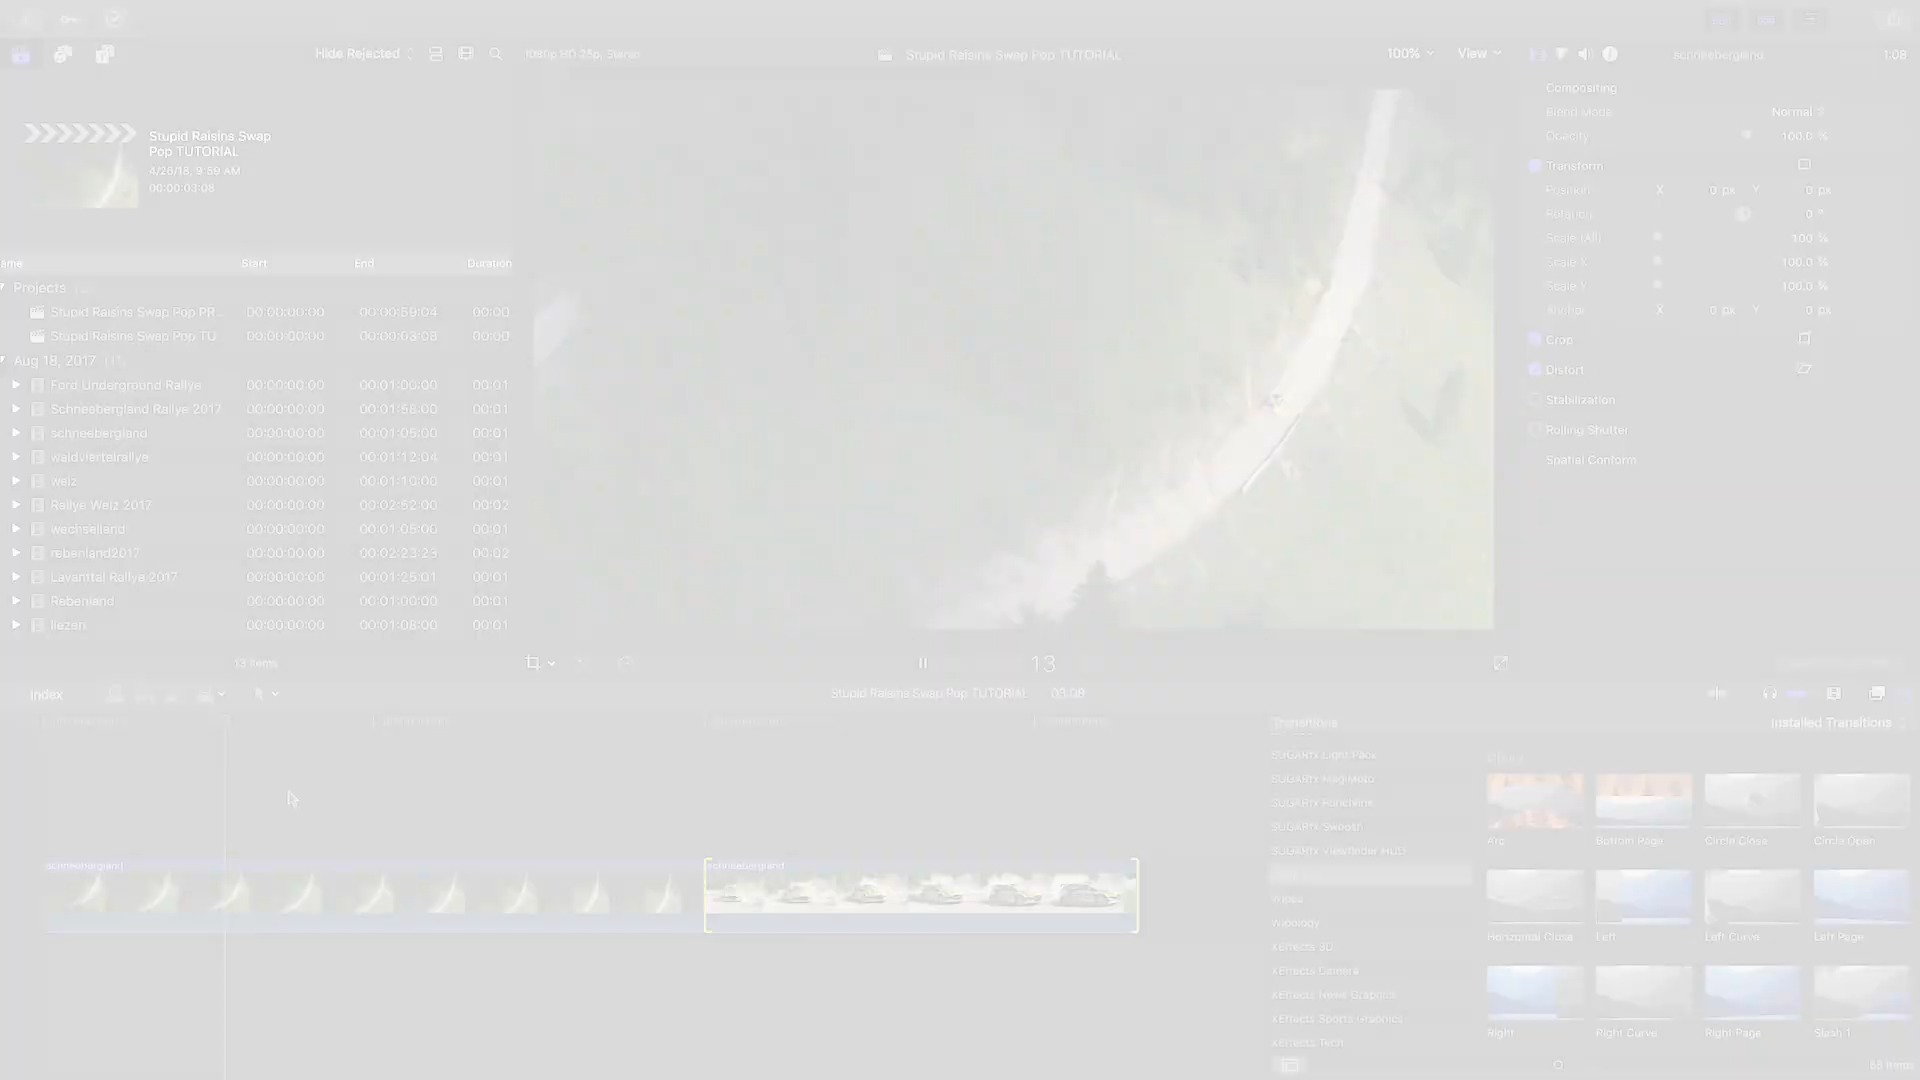 Hide Rejected
1080p HD 25p, Stereo
Stupid Raisins Swap Pop TUTORIAL
100%
View
schneebergland
1:08
Stupid Raisins Swap
Pop TUTORIAL
4/26/18, 9:59 AM
00:00:03:08
Compositing
Blend Mode
Normal
Opacity
100.0 %
Transform
Position
X
0 px
Y
0 px
Rotation
0 °
Scale (All)
100 %
Scale X
100.0 %
Scale Y
100.0 %
Anchor
X
0 px
Y
0 px
Crop
Distort
Stabilization
Rolling Shutter
Spatial Conform
ame
Start
End
Duration
Projects
Stupid Raisins Swap Pop PR...
00:00:00:00
00:00:59:04
00:00
Stupid Raisins Swap Pop TU
00:00:00:00
00:00:03:08
00:00
Aug 18, 2017 (11)
Ford Underground Rallye
00:00:00:00
00:01:00:00
00:01
Schneebergland Rallye 2017
00:00:00:00
00:01:58:00
00:01
schneebergland
00:00:00:00
00:01:05:00
00:01
waldviertelrallye
00:00:00:00
00:01:12:04
00:01
weiz
00:00:00:00
00:01:10:00
00:01
Rallye Weiz 2017
00:00:00:00
00:02:52:00
00:02
wechselland
00:00:00:00
00:01:05:00
00:01
rebenland2017
00:00:00:00
00:02:23:23
00:02
Lavanttal Rallye 2017
00:00:00:00
00:01:25:01
00:01
Rebenland
00:00:00:00
00:01:00:00
00:01
liezen
00:00:00:00
00:01:08:00
00:01
13 items
13
Index
Stupid Raisins Swap Pop TUTORIAL
03:08
schneebergland
schneebergland
Transitions
Installed Transitions
SUGARfx Light Pack
SUGARfx MagiMoto
SUGARfx Punchline
SUGARfx Swoosh
SUGARfx Viewfinder HUD
Wipes
Wipology
XEffects 3D
XEffects Camera
XEffects News Graphics
XEffects Sports Graphics
XEffects Tech
Arc
Bottom Page
Circle Close
Circle Open
Horizontal Close
Left
Left Curve
Left Page
Right
Right Curve
Right Page
Slash 1
58 items